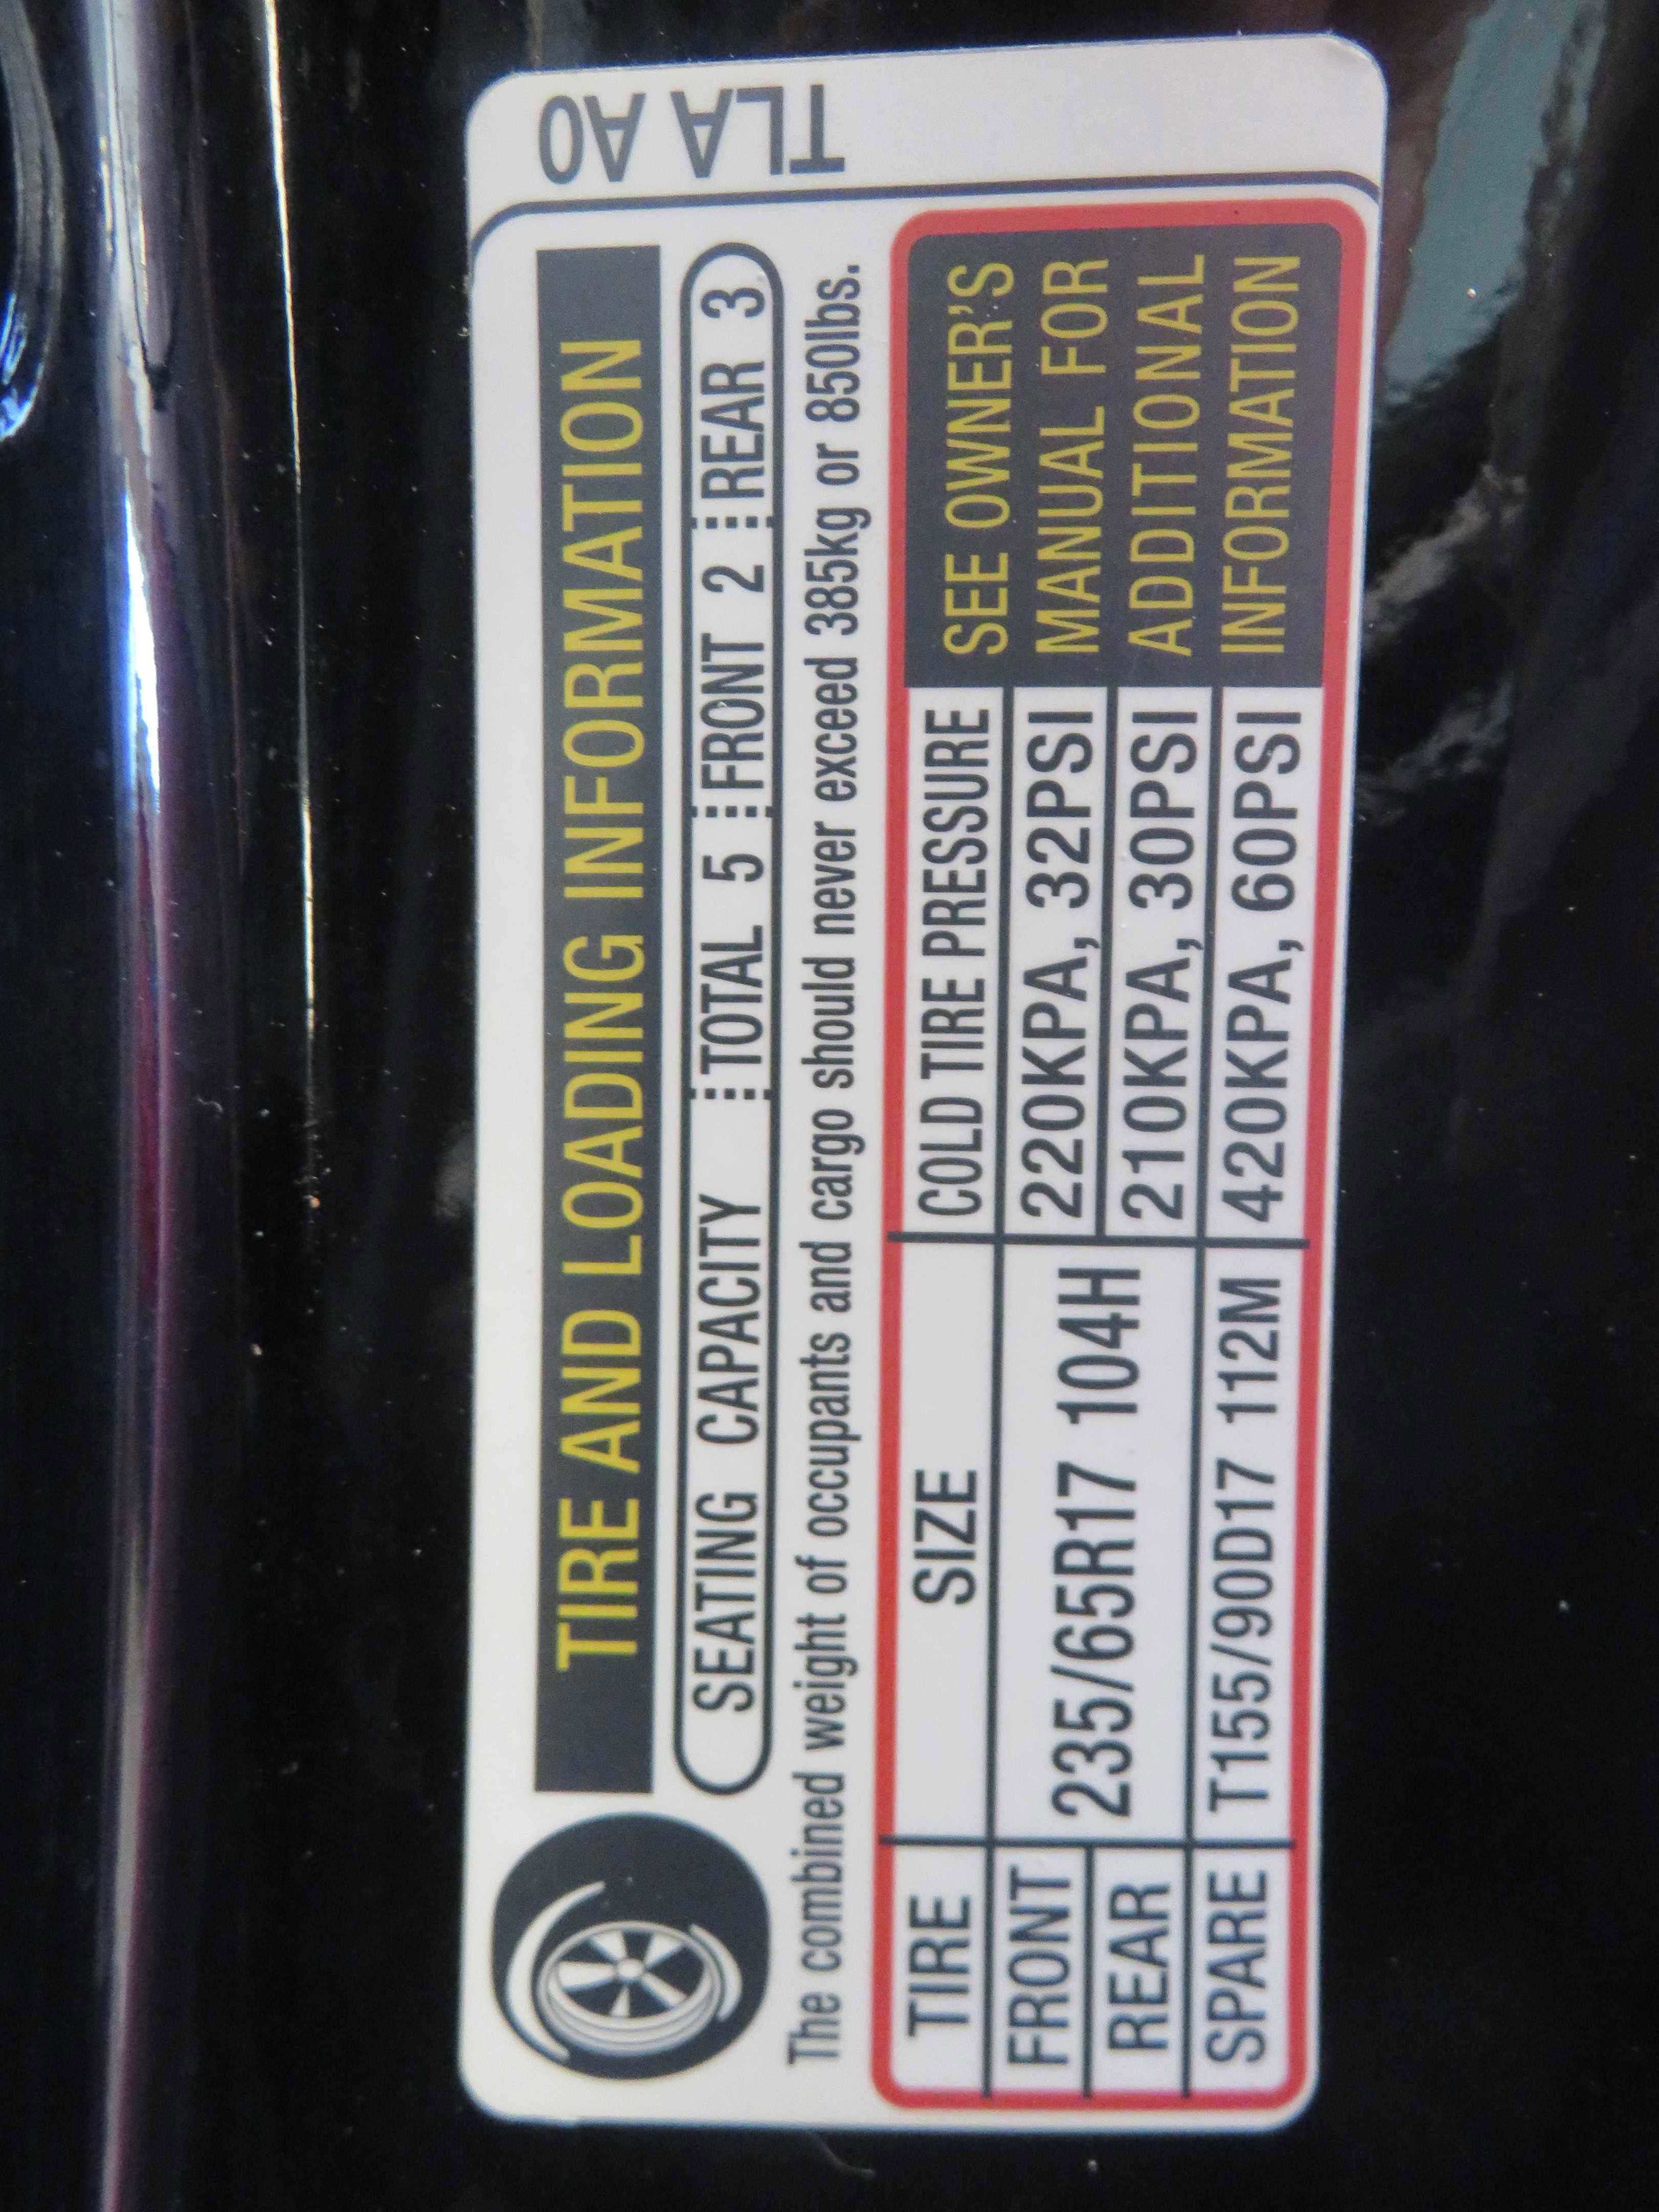 TIRE AND LOADING INFORMATION
SEATING CAPACITY TOTAL 5 FRONT 2 REAR 3
The combined weight of occupants and cargo should never exceed 385kg or 850lbs.
TIRE SIZE COLD TIRE PRESSURE
FRONT 235/65R17 104H 220KPA, 32PSI
REAR 210KPA, 30PSI
SPARE T155/90D17 112M 420KPA, 60PSI
SEE OWNER'S
MANUAL FOR
ADDITIONAL
INFORMATION
TLA A0